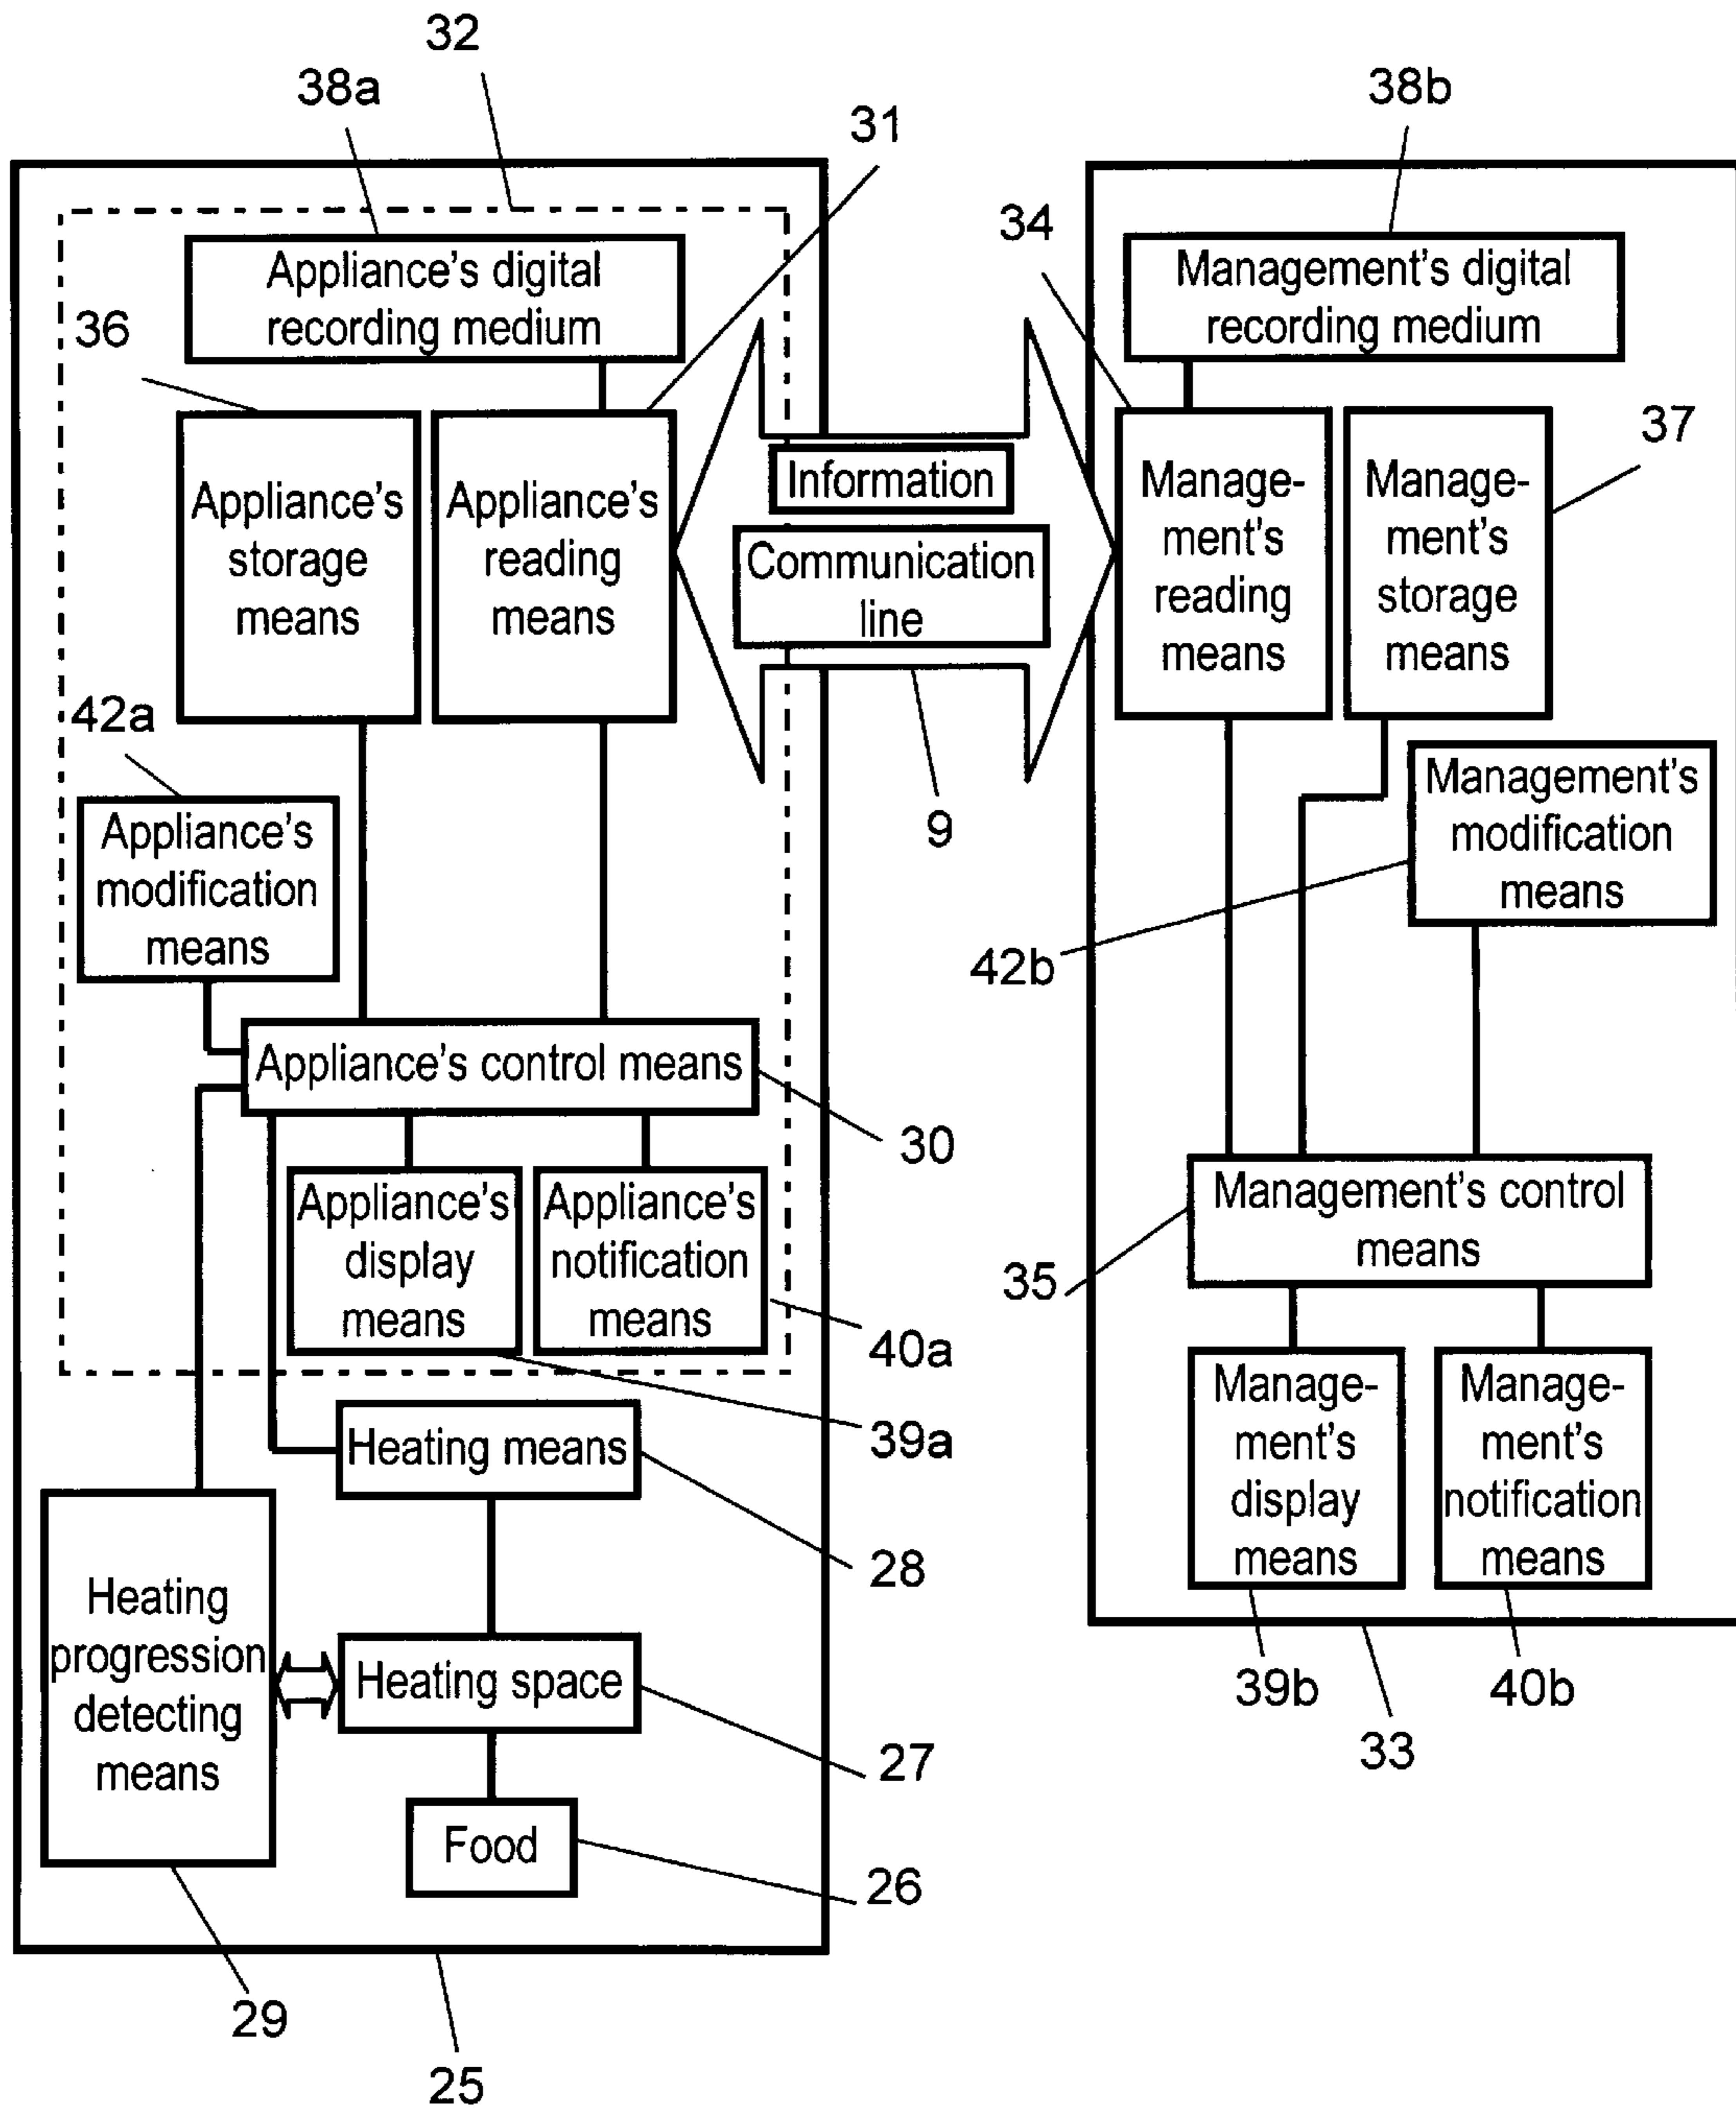 32
38a
38b
31
34
Appliance's digital
recording medium
Management's digital
recording medium
36
37
Appliance's
storage
means
Appliance's
reading
means
Information
Communication
line
Manage-
ment's
reading
means
Manage-
ment's
storage
means
42a
9
Appliance's
modification
means
Management's
modification
means
42b
Appliance's control means
30
Appliance's
display
means
Appliance's
notification
means
Management's control
means
35
40a
39a
Manage-
ment's
display
means
Manage-
ment's
notification
means
Heating means
28
Heating
progression
detecting
means
Heating space
39b
40b
33
27
Food
26
29
25